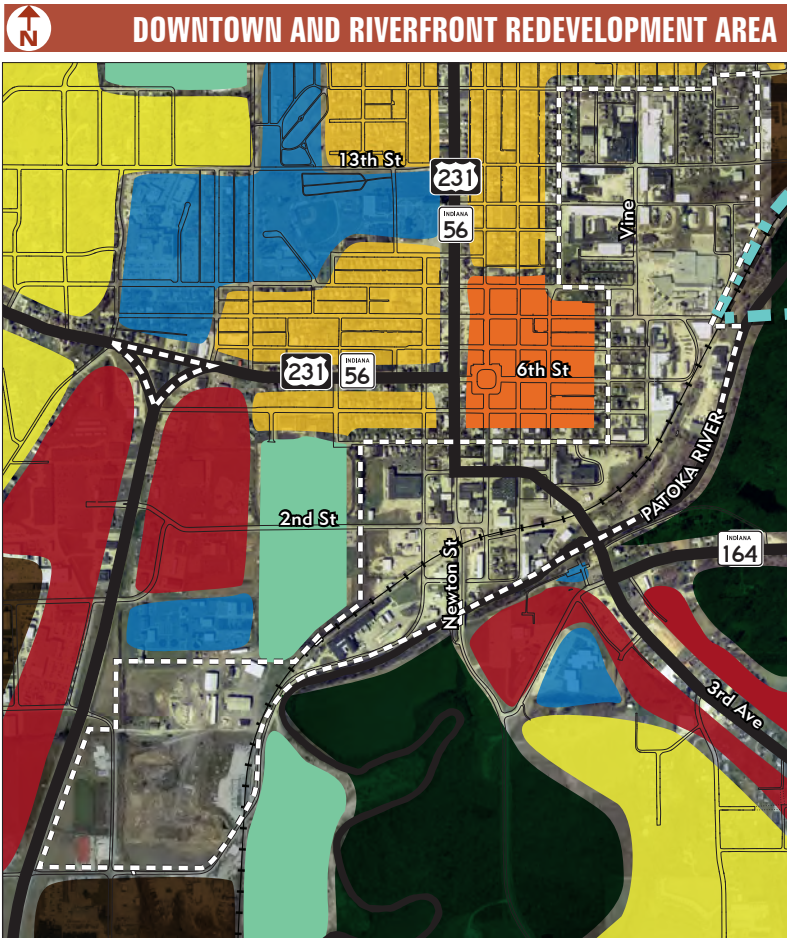 N
DOWNTOWN AND RIVERFRONT REDEVELOPMENT AREA
13th St
231
INDIANA
56
Vine
231
INDIANA
56
6th St
PATOKA RIVER
2nd St
Newton St
INDIANA
164
3rd Ave